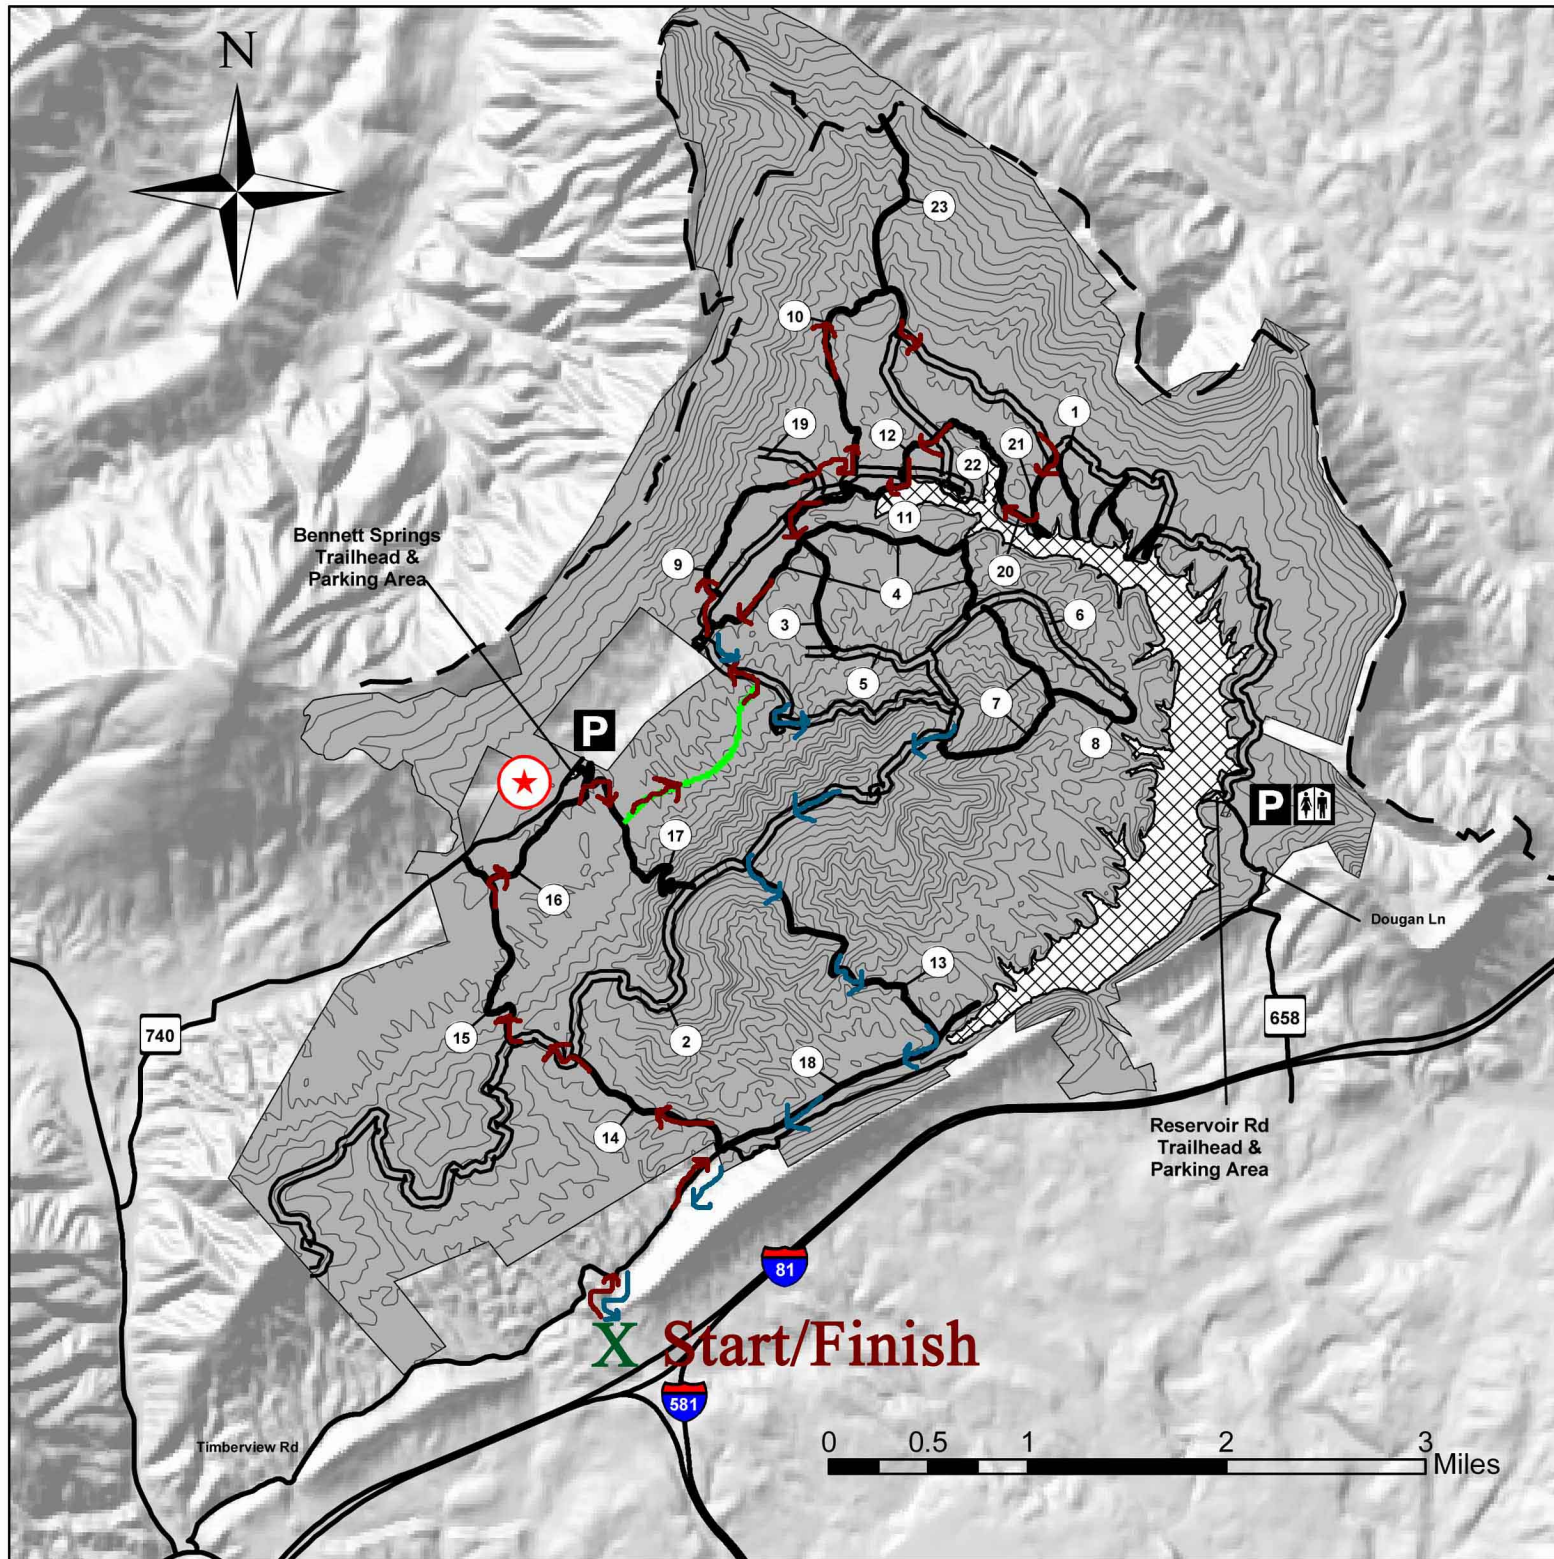 N
23
10
1
19
12
21
22
Bennett Springs
Trailhead &
Parking Area
11
9
20
4
6
3
5
7
P
8
P
17
16
Dougan Ln
13
740
15
2
658
18
14
Reservoir Rd
Trailhead &
Parking Area
81
X Start/Finish
581
Timberview Rd
0 0.5 1 2 3
Miles